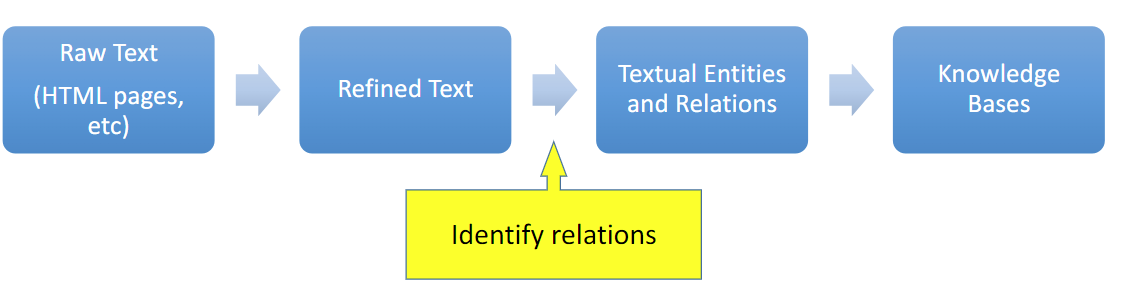 Raw Text
(HTML pages,
etc)
Refined Text
Textual Entities
and Relations
Knowledge
Bases
Identify relations